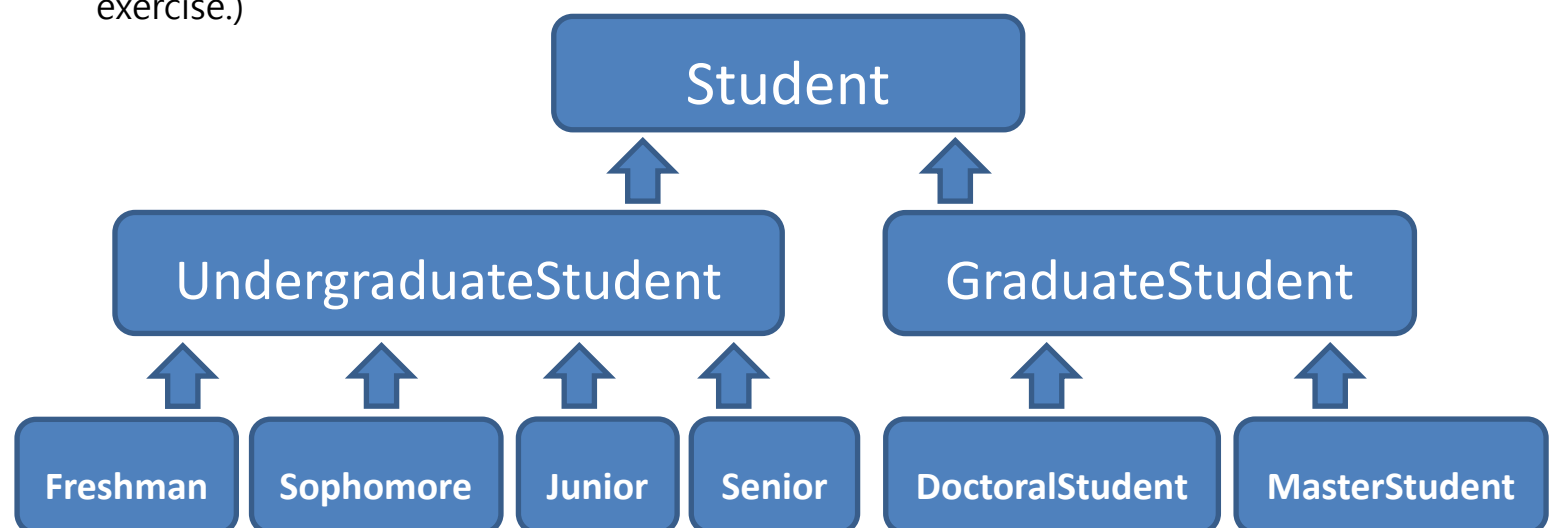 exercise.)
Student
UndergraduateStudent GraduateStudent
Freshman Sophomore Junior Senior DoctoralStudent MasterStudent